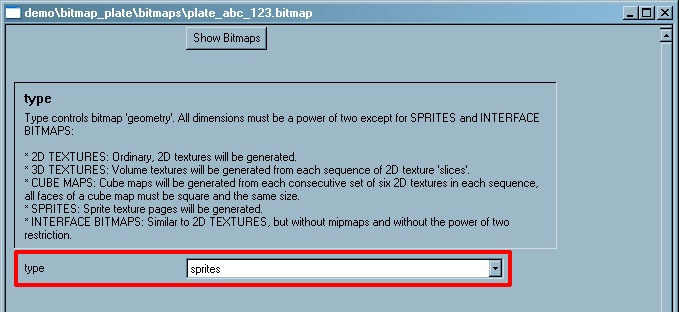 demo\bitmap_plate\bitmaps\plate_abc_123.bitmap
Show Bitmaps
type
Type controls bitmap 'geometry'. All dimensions must be a power of two except for SPRITES and INTERFACE
BITMAPS:
* 2D TEXTURES: Ordinary, 2D textures will be generated.
* 3D TEXTURES: Volume textures will be generated from each sequence of 2D texture 'slices'.
* CUBE MAPS: Cube maps will be generated from each consecutive set of six 2D textures in each sequence,
all faces of a cube map must be square and the same size.
* SPRITES: Sprite texture pages will be generated.
* INTERFACE BITMAPS: Similar to 2D TEXTURES, but without mipmaps and without the power of two
restriction.
type
sprites